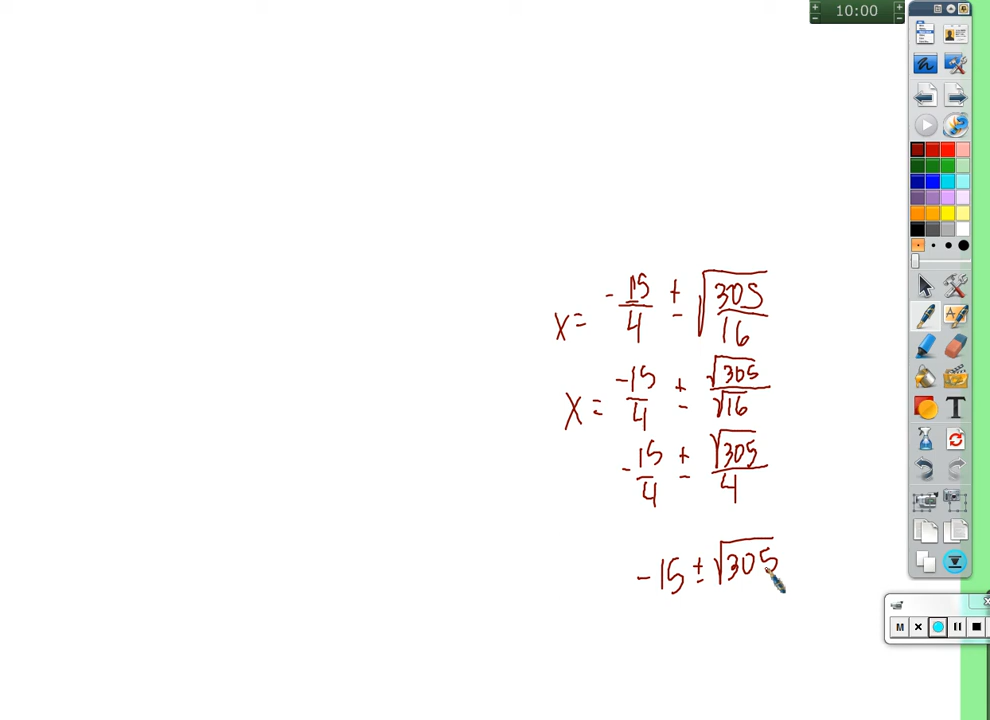 10:00
x = -15/4 ± √(305/16)
x = -15/4 ± √305/√16
-15/4 ± √305/4
-15 ± √305
M